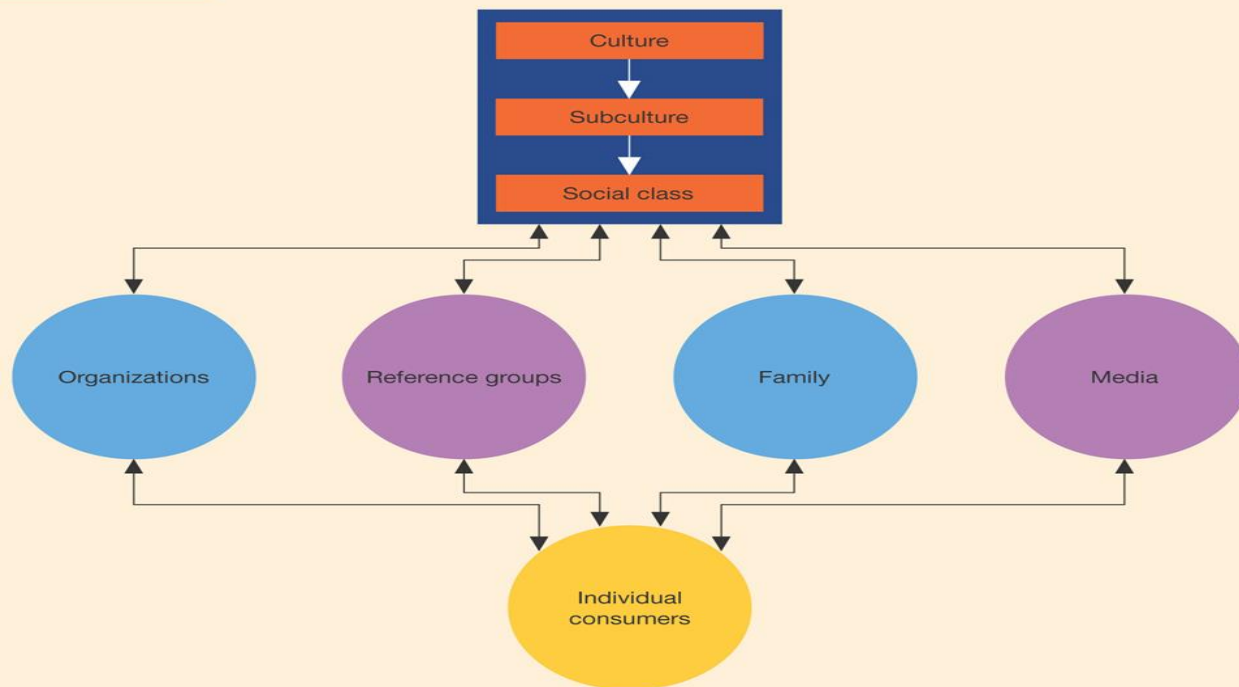 Culture
Subculture
Social class
Organizations
Reference groups
Family
Media
Individual
consumers